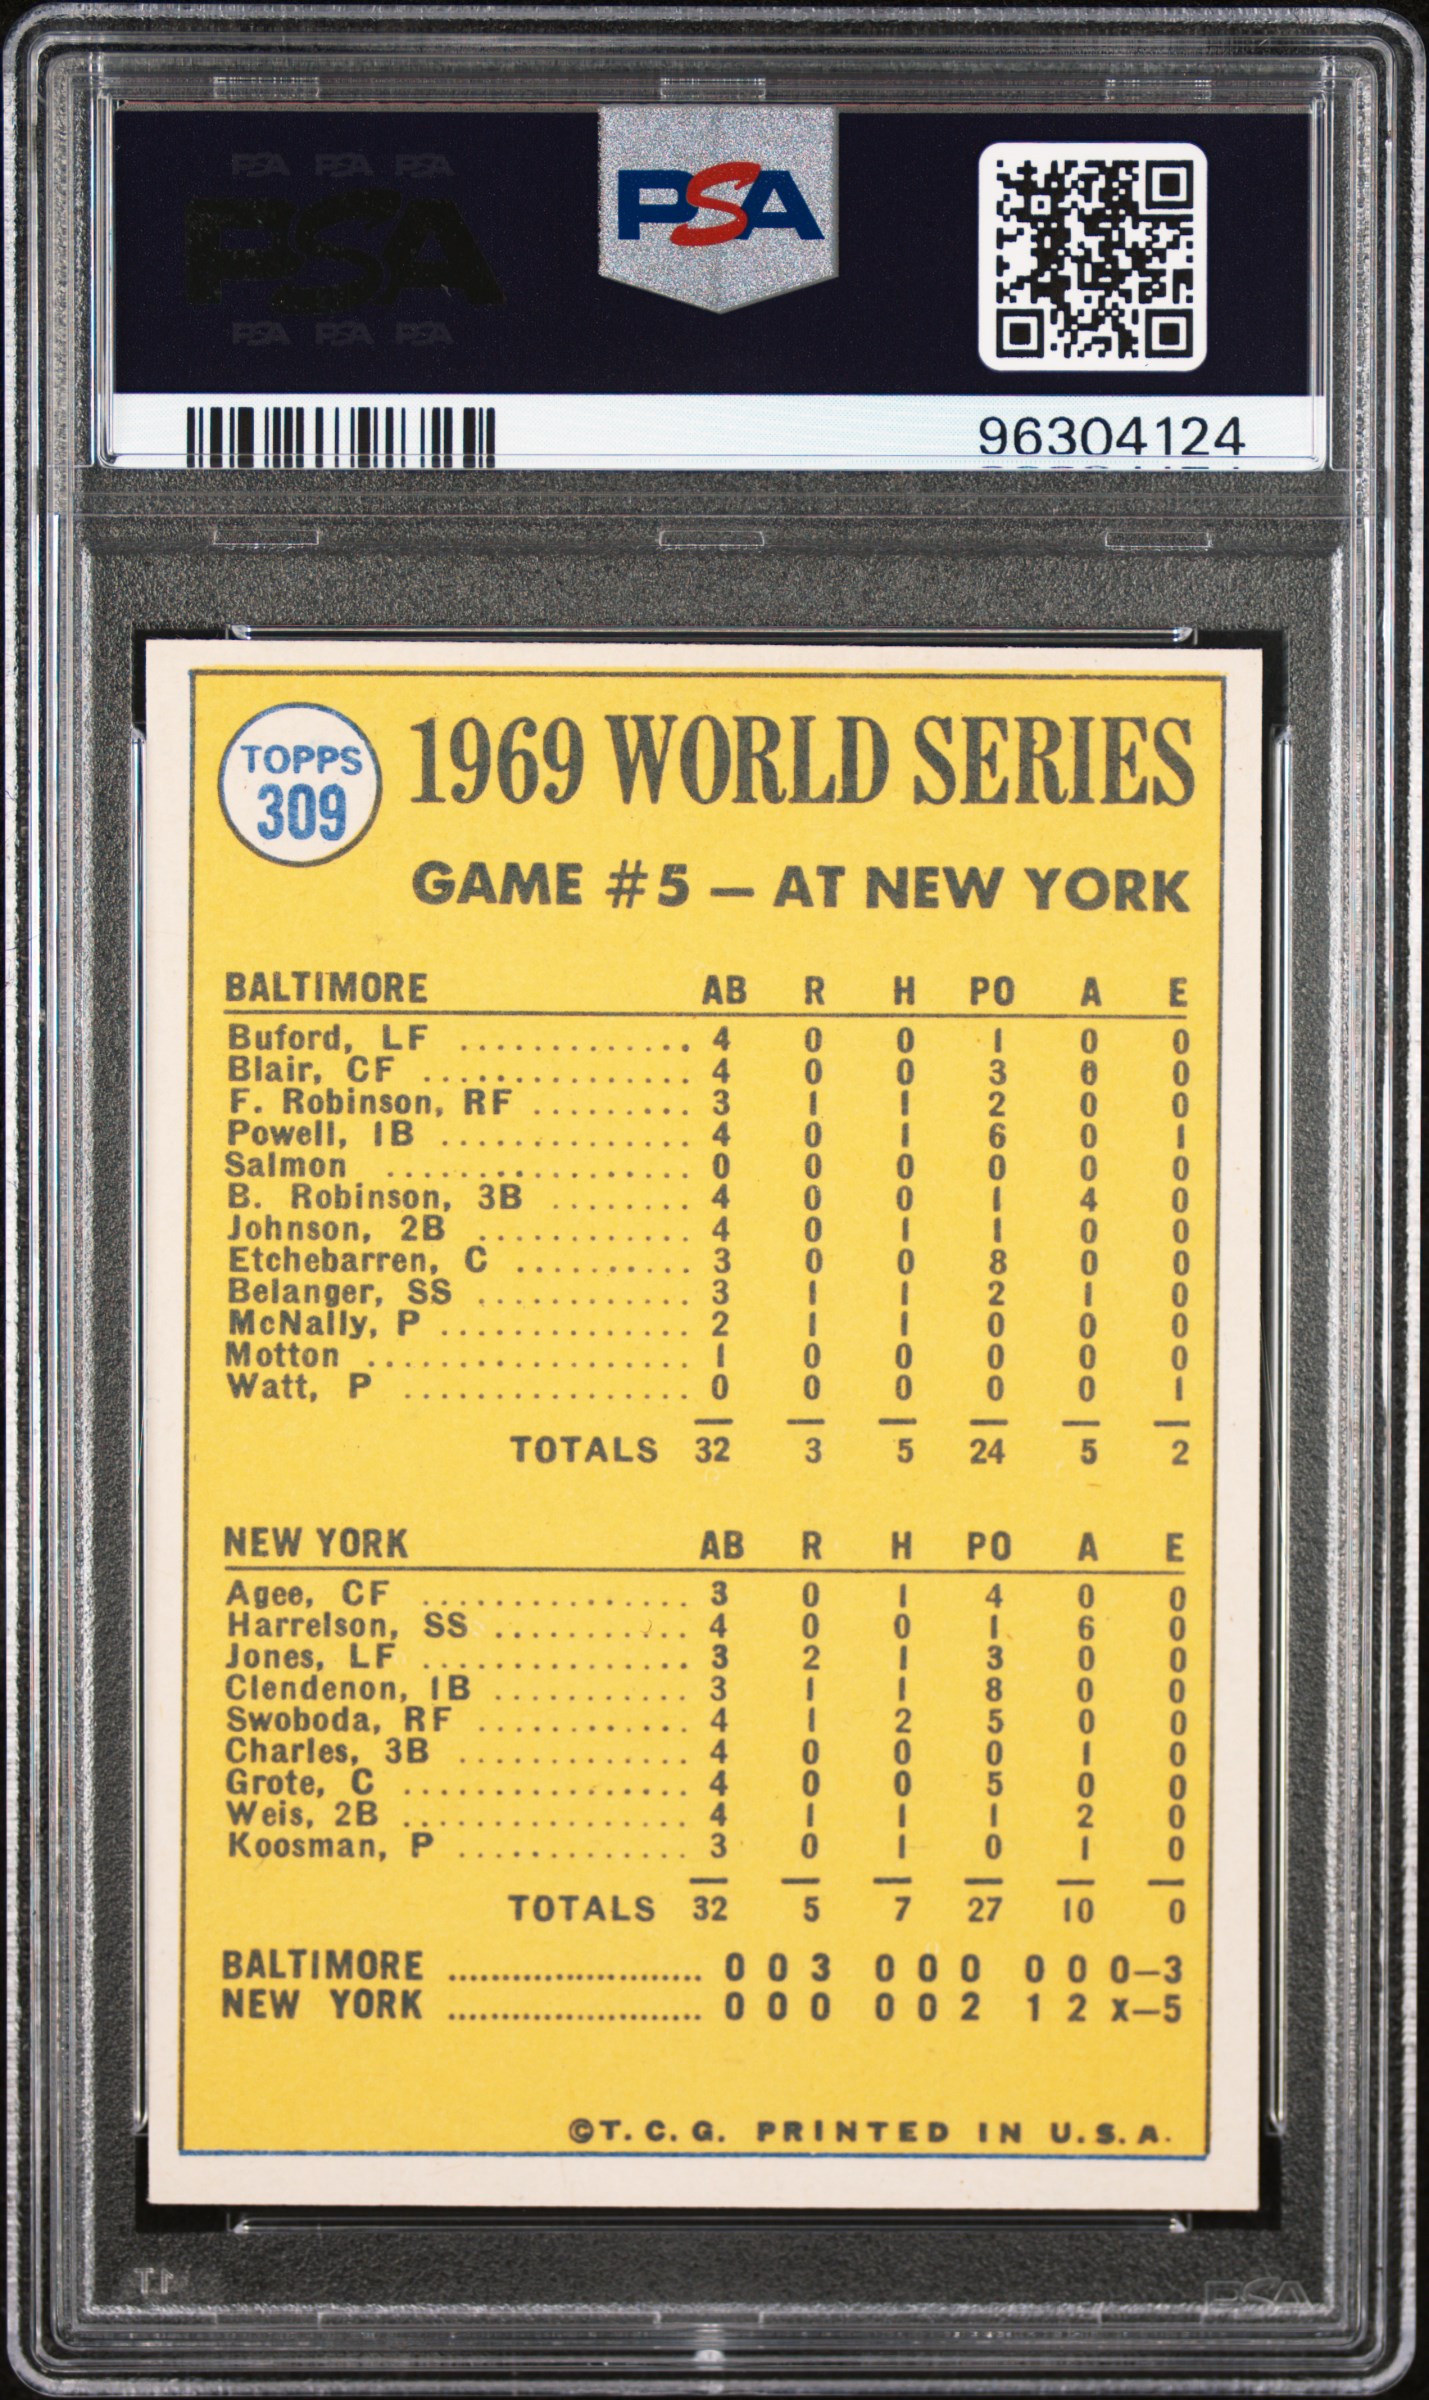 PSA PSA PSA
PSA
PSA PSA PSA
PSA
96304124
TOPPS
309
1969 WORLD SERIES
GAME #5 — AT NEW YORK
BALTIMORE AB R H PO A E
Buford, LF .............. 4 0 0 1 0 0
Blair, CF ................ 4 0 0 3 0 0
F. Robinson, RF .......... 3 1 1 2 0 0
Powell, 1B ............... 4 0 1 6 0 1
Salmon .................. 0 0 0 0 0 0
B. Robinson, 3B ........ 4 0 0 1 4 0
Johnson, 2B ............. 4 0 1 1 0 0
Etchebarren, C .......... 3 0 0 8 0 0
Belanger, SS ............. 3 1 1 2 1 0
McNally, P ............... 2 1 1 0 0 0
Motton ................... 1 0 0 0 0 0
Watt, P ................. 0 0 0 0 0 1
TOTALS 32 3 5 24 5 2
NEW YORK AB R H PO A E
Agee, CF ................ 3 0 1 4 0 0
Harrelson, SS ........... 4 0 0 1 6 0
Jones, LF ................ 3 2 1 3 0 0
Clendenon, 1B ........... 3 1 1 8 0 0
Swoboda, RF ............. 4 1 2 5 0 0
Charles, 3B ............. 4 0 0 0 1 0
Grote, C ................. 4 0 0 5 0 0
Weis, 2B ................. 4 1 1 1 2 0
Koosman, P .............. 3 0 1 0 1 0
TOTALS 32 5 7 27 10 0
BALTIMORE ........................ 0 0 3 0 0 0 0 0 0—3
NEW YORK ........................ 0 0 0 0 0 2 1 2 x—5
©T. C. G. PRINTED IN U. S. A.
PSA